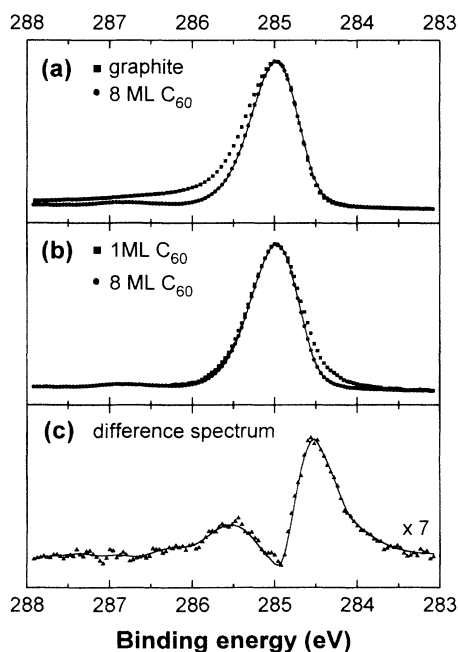 288 287 286 285 284 283
(a)
■ graphite
● 8 ML C60
(b)
■ 1ML C60
● 8 ML C60
(c) difference spectrum
x 7
288 287 286 285 284 283
Binding energy (eV)